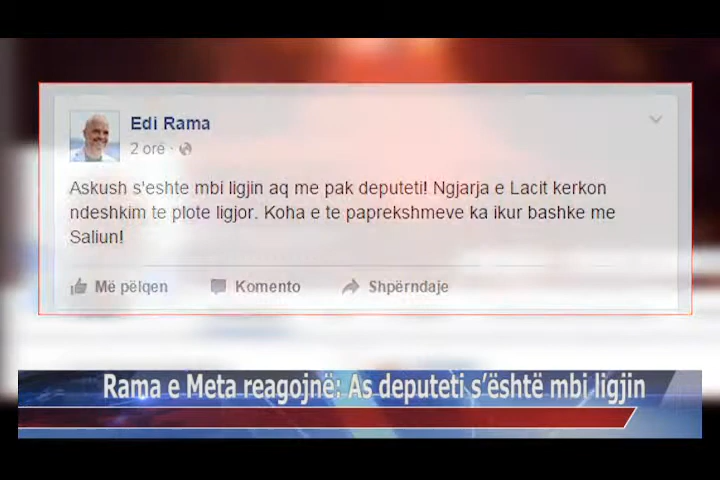 Edi Rama
2 orë ·
Askush s'eshte mbi ligjin aq me pak deputeti! Ngjarja e Lacit kerkon
ndeshkim te plote ligjor. Koha e te paprekshmeve ka ikur bashke me
Saliun!
Më pëlqen Komento Shpërndaje
Rama e Meta reagojnë: As deputeti s'është mbi ligjin